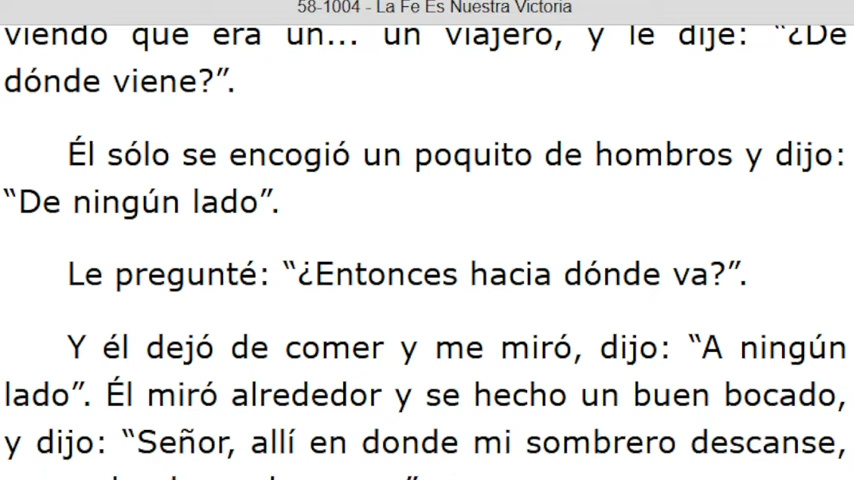 58-1004 - La Fe Es Nuestra Victoria
viendo que era un... un viajero, y le dije: “¿De
dónde viene?”.
Él sólo se encogió un poquito de hombros y dijo:
“De ningún lado”.
Le pregunté: “¿Entonces hacia dónde va?”.
Y él dejó de comer y me miró, dijo: “A ningún
lado”. Él miró alrededor y se hecho un buen bocado,
y dijo: “Señor, allí en donde mi sombrero descanse,